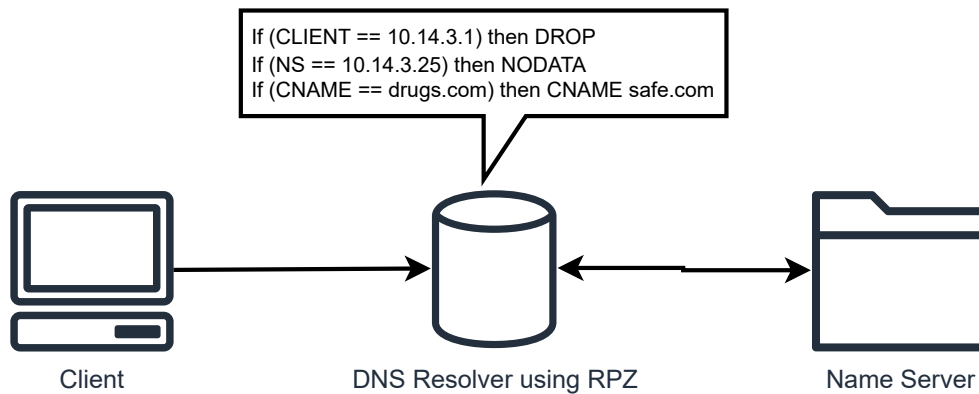 If (CLIENT == 10.14.3.1) then DROP
If (NS == 10.14.3.25) then NODATA
If (CNAME == drugs.com) then CNAME safe.com
Client
DNS Resolver using RPZ
Name Server